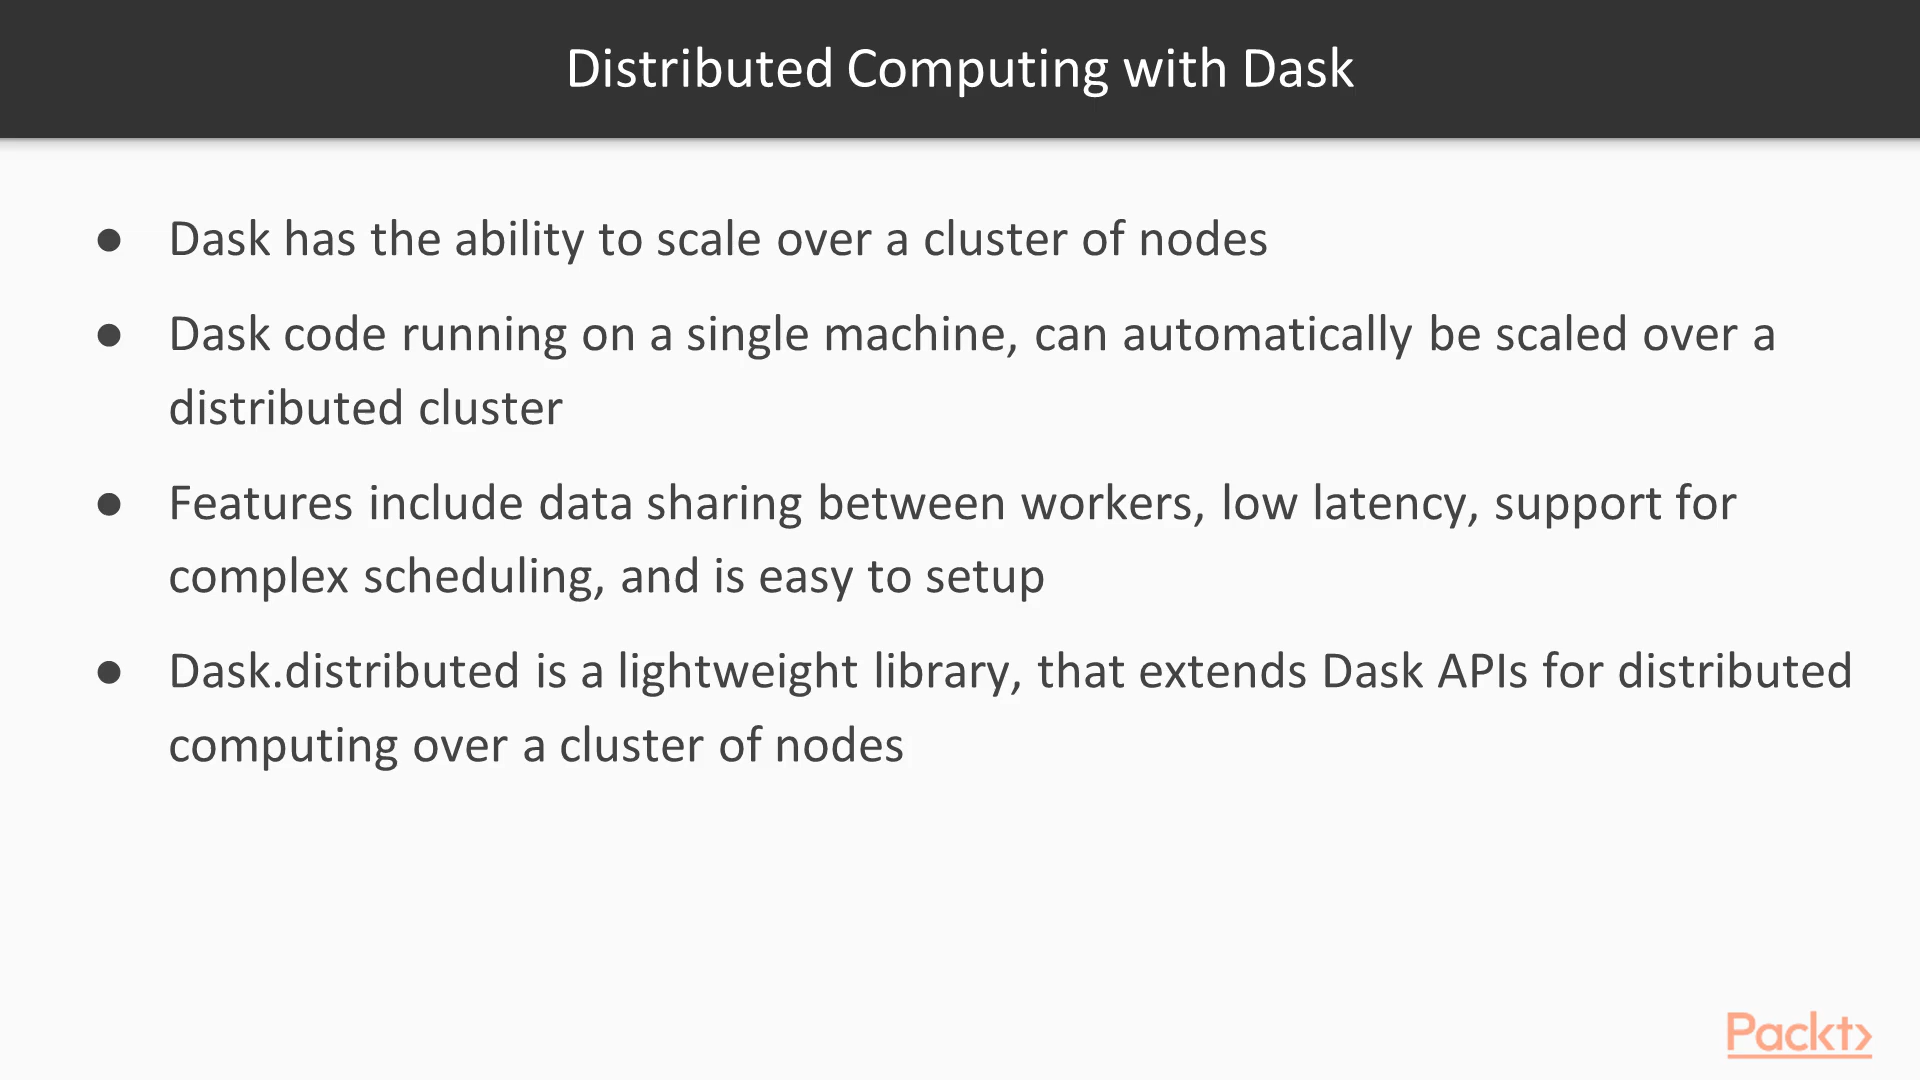 Distributed Computing with Dask
● Dask has the ability to scale over a cluster of nodes
● Dask code running on a single machine, can automatically be scaled over a
distributed cluster
● Features include data sharing between workers, low latency, support for
complex scheduling, and is easy to setup
● Dask.distributed is a lightweight library, that extends Dask APIs for distributed
computing over a cluster of nodes
Packt>